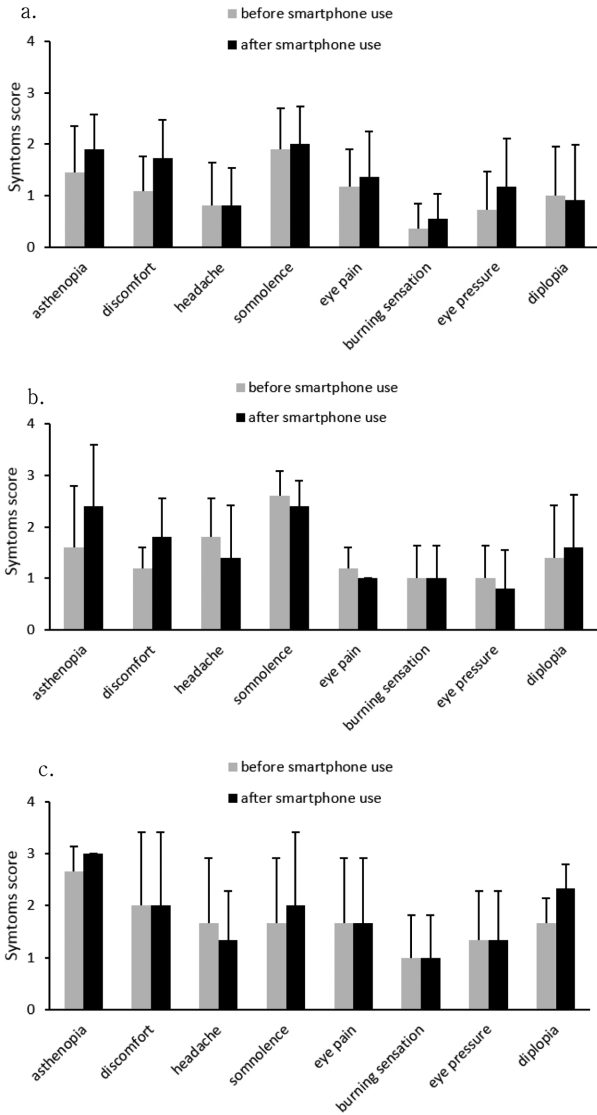 a.
before smartphone use
after smartphone use
Symtoms score
4
3
2
1
0
asthenopia
discomfort
headache
somnolence
eye pain
burning sensation
eye pressure
diplopia
b.
before smartphone use
after smartphone use
Symtoms score
4
3
2
1
0
asthenopia
discomfort
headache
somnolence
eye pain
burning sensation
eye pressure
diplopia
c.
before smartphone use
after smartphone use
Symtoms score
4
3
2
1
0
asthenopia
discomfort
headache
somnolence
eye pain
burning sensation
eye pressure
diplopia